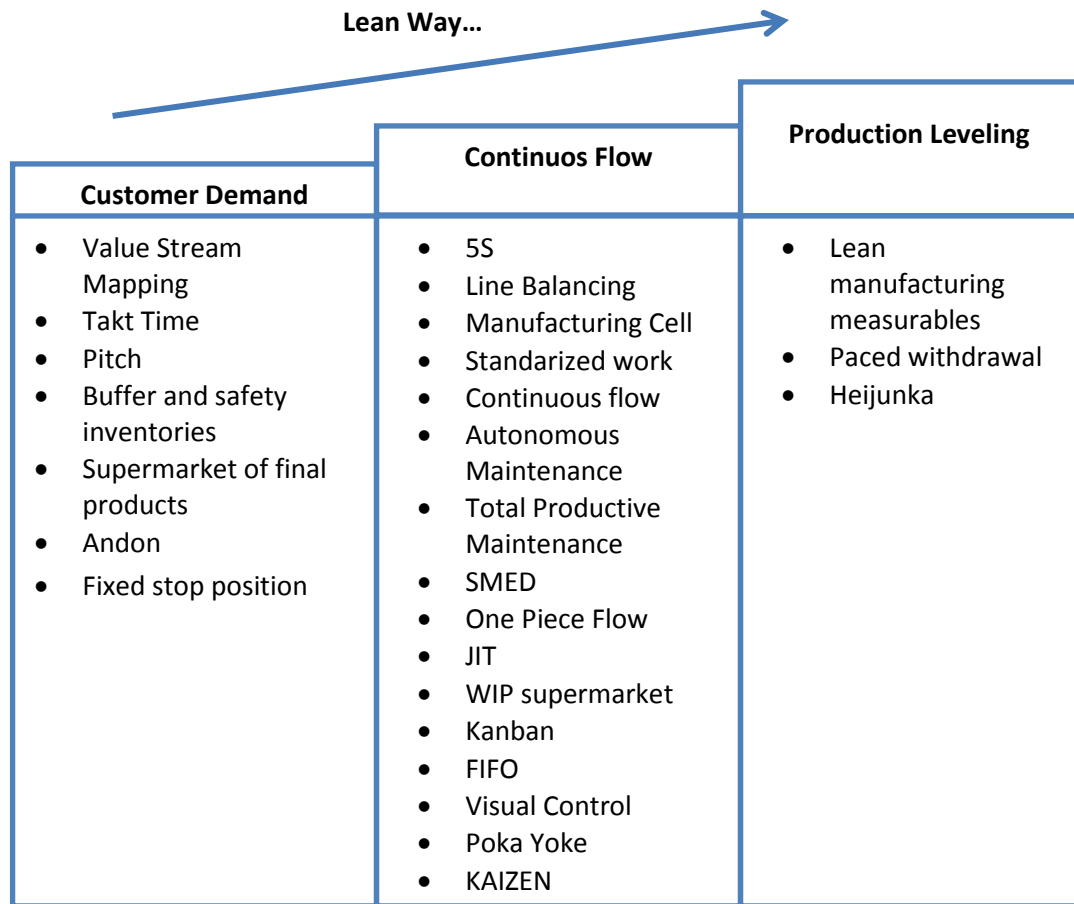 Lean Way…
Customer Demand
• Value Stream
Mapping
• Takt Time
• Pitch
• Buffer and safety
inventories
• Supermarket of final
products
• Andon
• Fixed stop position
Continuos Flow
• 5S
• Line Balancing
• Manufacturing Cell
• Standarized work
• Continuous flow
• Autonomous
Maintenance
• Total Productive
Maintenance
• SMED
• One Piece Flow
• JIT
• WIP supermarket
• Kanban
• FIFO
• Visual Control
• Poka Yoke
• KAIZEN
Production Leveling
• Lean
manufacturing
measurables
• Paced withdrawal
• Heijunka